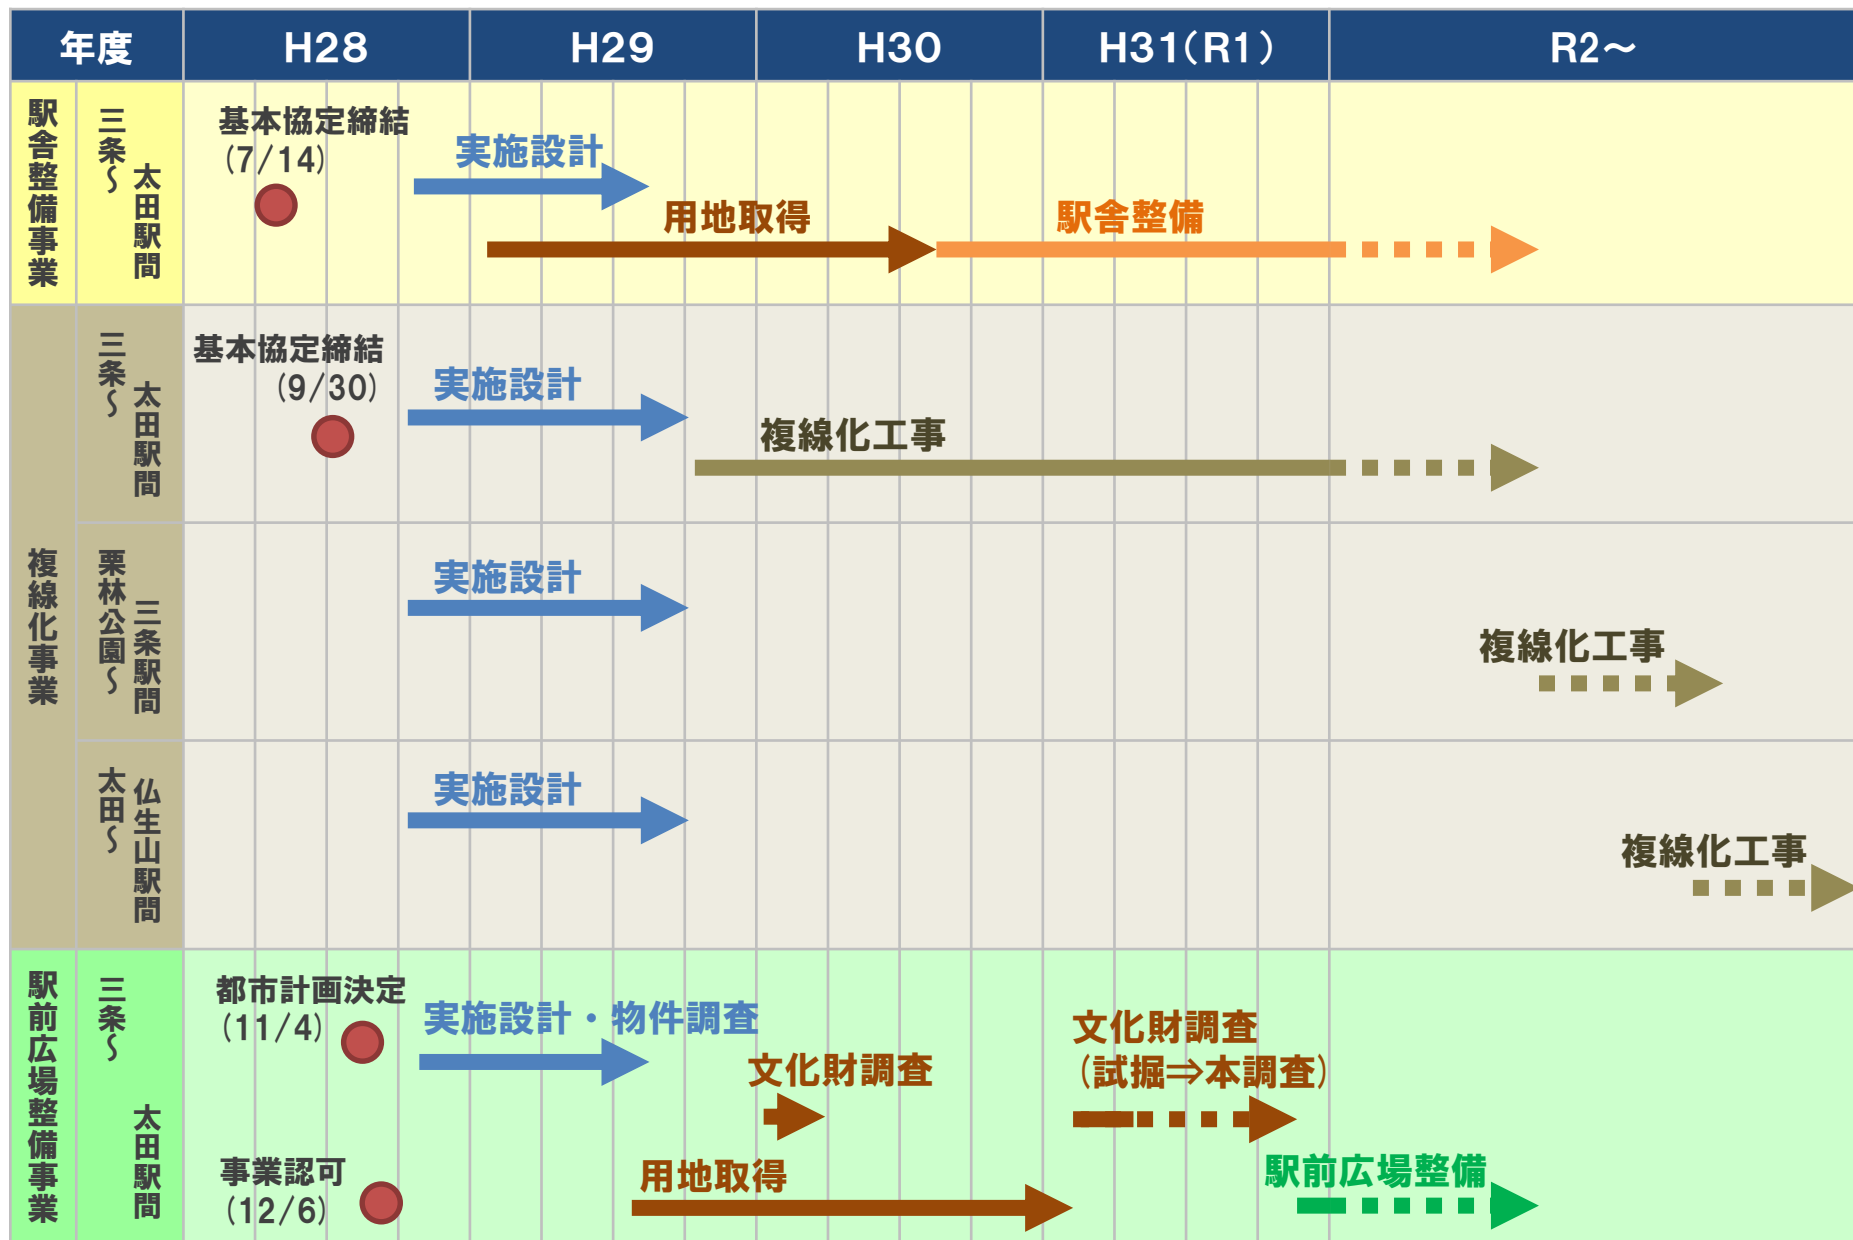 年度
H28
H29
H30
H31(R1)
R2～
駅舎整備事業
三条～
太田駅間
基本協定締結
(7/14)
実施設計
用地取得
駅舎整備
複線化事業
三条～
太田駅間
基本協定締結
(9/30)
実施設計
複線化工事
栗林公園～
三条駅間
実施設計
複線化工事
太田～
仏生山駅間
実施設計
複線化工事
駅前広場整備事業
三条～
太田駅間
都市計画決定
(11/4)
実施設計・物件調査
文化財調査
文化財調査
(試掘⇒本調査)
事業認可
(12/6)
用地取得
駅前広場整備